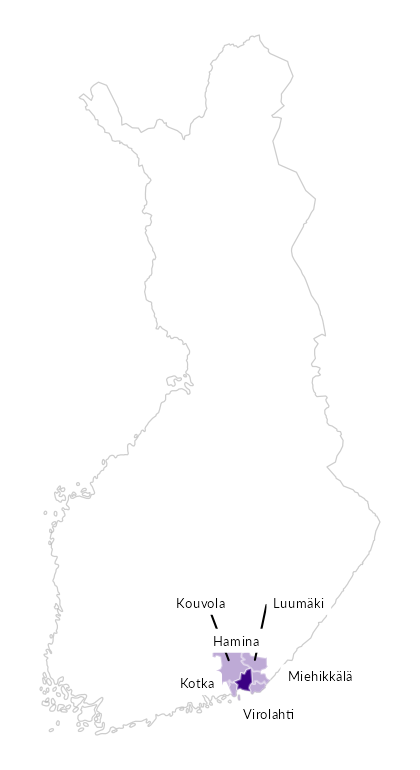 Kouvola
Luumäki
Hamina
Miehikkälä
Kotka
Virolahti